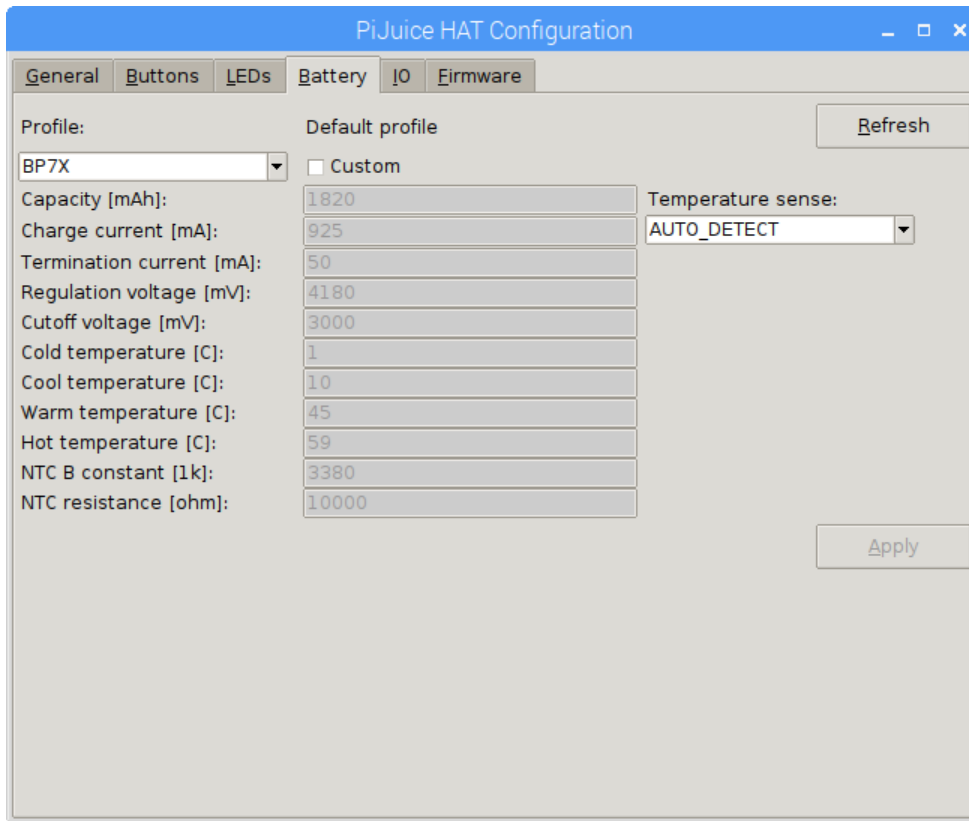 PiJuice HAT Configuration
General Buttons LEDs Battery IO Firmware
Profile: Default profile Refresh
BP7X Custom
Capacity [mAh]: 1820 Temperature sense:
Charge current [mA]: 925 AUTO_DETECT
Termination current [mA]: 50
Regulation voltage [mV]: 4180
Cutoff voltage [mV]: 3000
Cold temperature [C]: 1
Cool temperature [C]: 10
Warm temperature [C]: 45
Hot temperature [C]: 59
NTC B constant [1k]: 3380
NTC resistance [ohm]: 10000
Apply